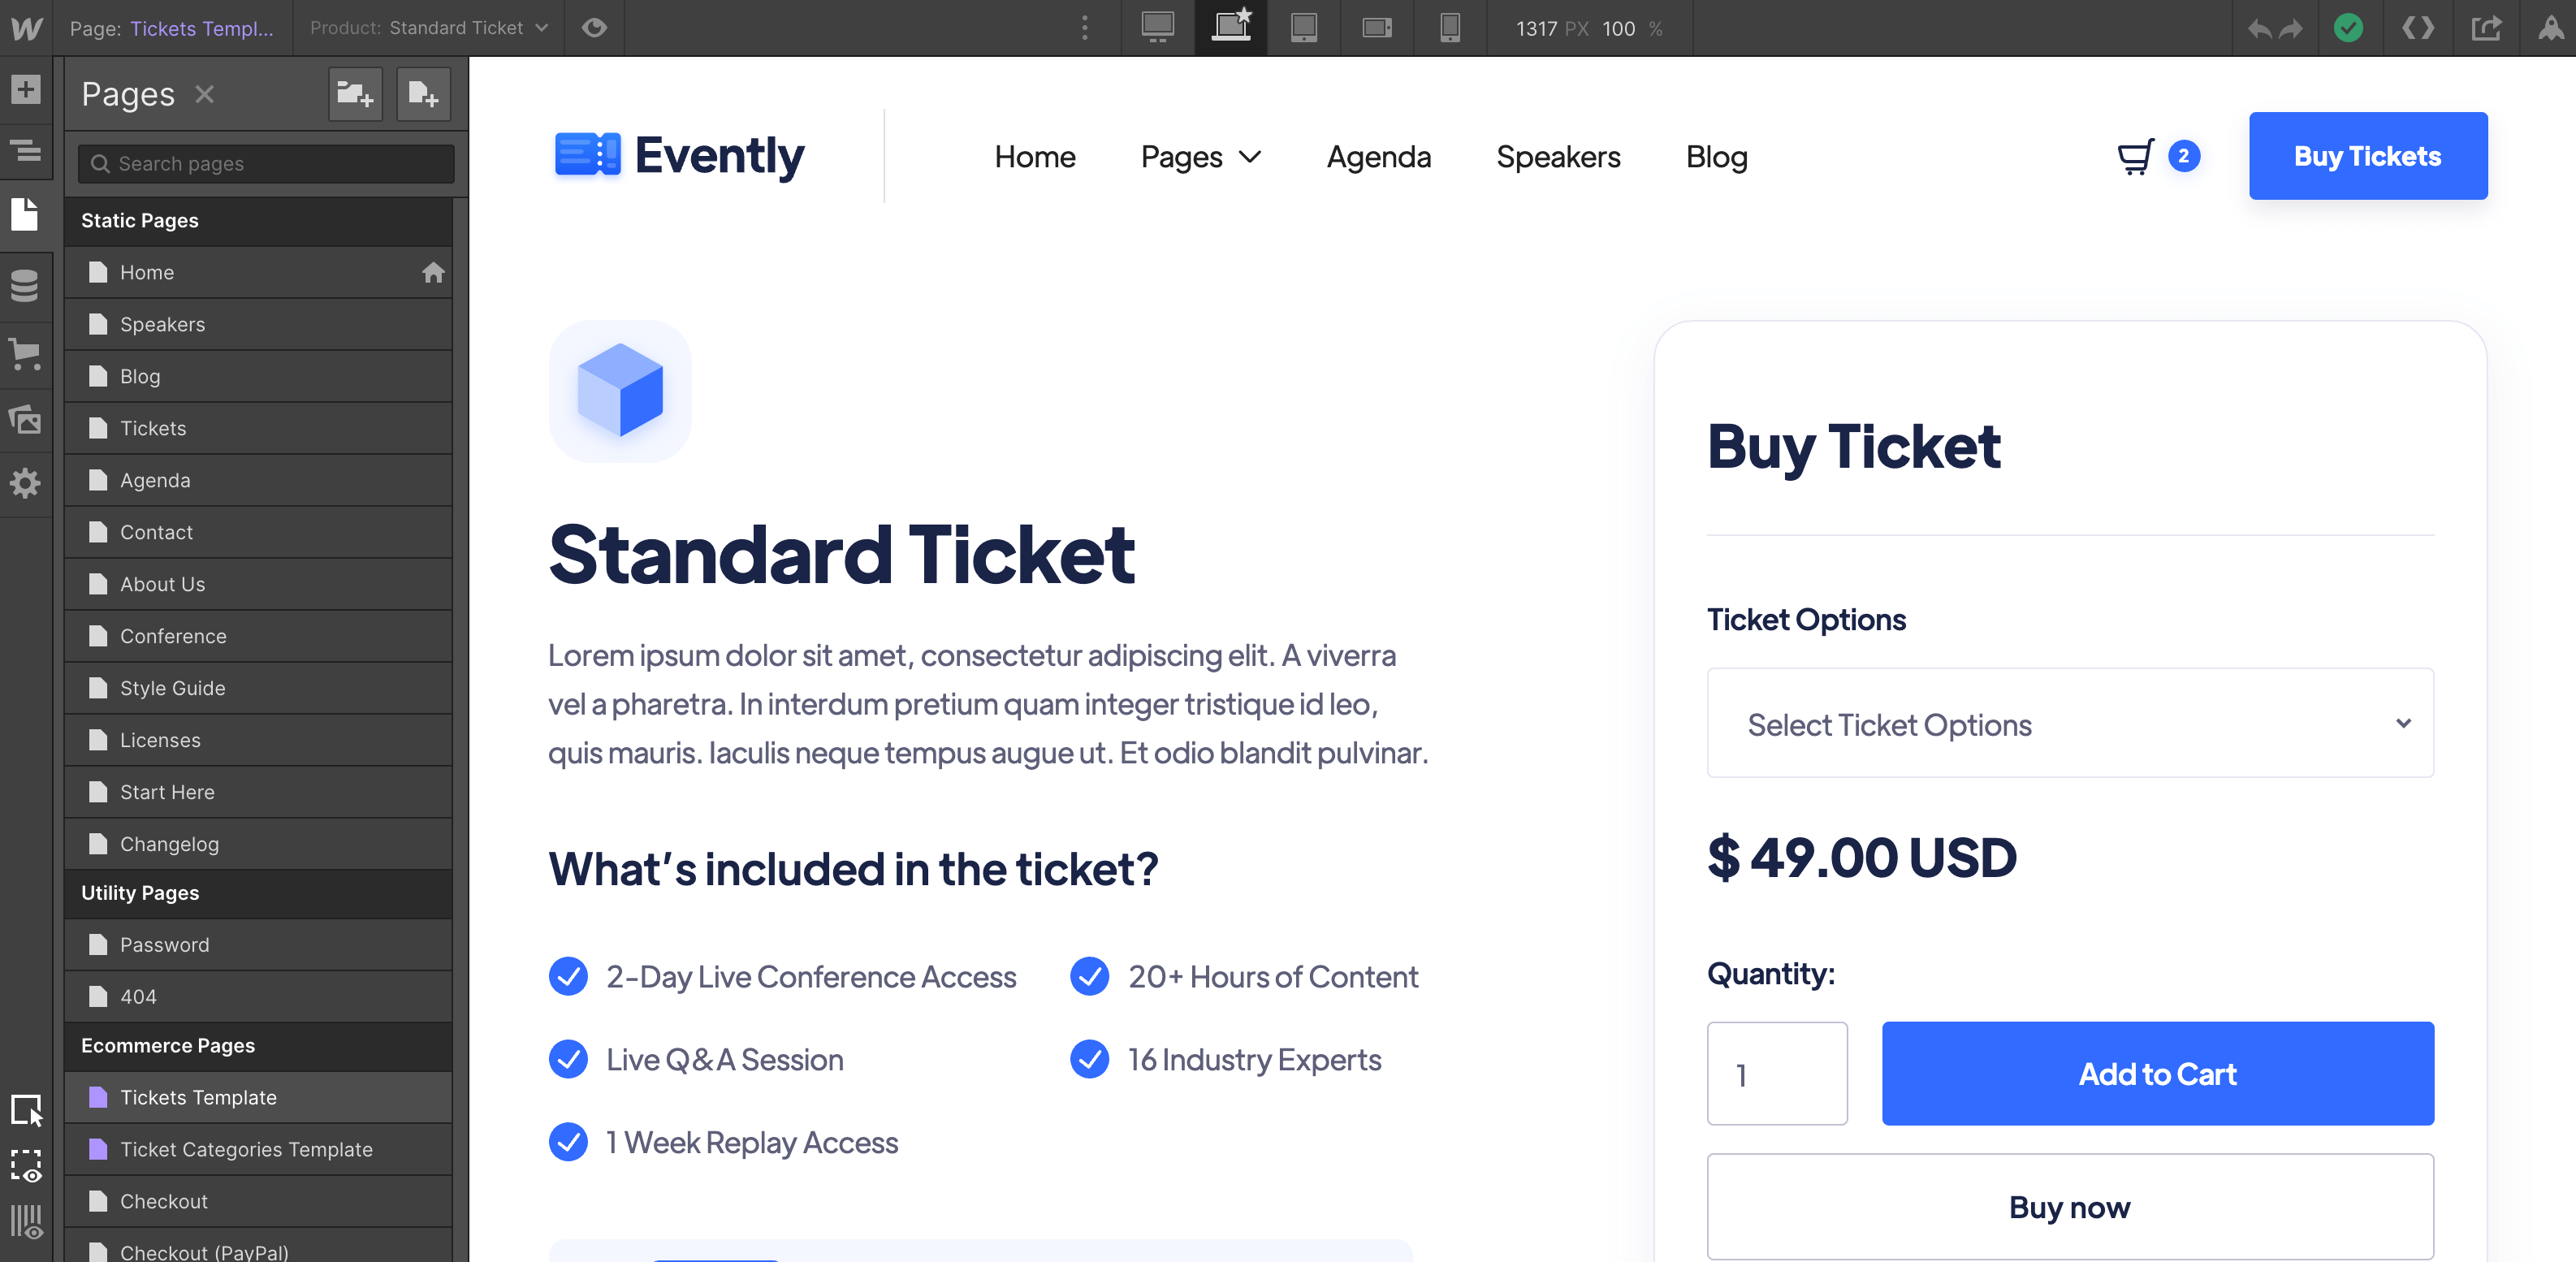 Page: Tickets Templ...
Product: Standard Ticket
1317 PX 100 %
Pages
Search pages
Static Pages
Home
Speakers
Blog
Tickets
Agenda
Contact
About Us
Conference
Style Guide
Licenses
Start Here
Changelog
Utility Pages
Password
404
Ecommerce Pages
Tickets Template
Ticket Categories Template
Checkout
Checkout (PayPal)
Evently
Home
Pages
Agenda
Speakers
Blog
2
Buy Tickets
Standard Ticket
Lorem ipsum dolor sit amet, consectetur adipiscing elit. A viverra
vel a pharetra. In interdum pretium quam integer tristique id leo,
quis mauris. Iaculis neque tempus augue ut. Et odio blandit pulvinar.
What's included in the ticket?
2-Day Live Conference Access
20+ Hours of Content
Live Q&A Session
16 Industry Experts
1 Week Replay Access
Buy Ticket
Ticket Options
Select Ticket Options
$ 49.00 USD
Quantity:
1
Add to Cart
Buy now